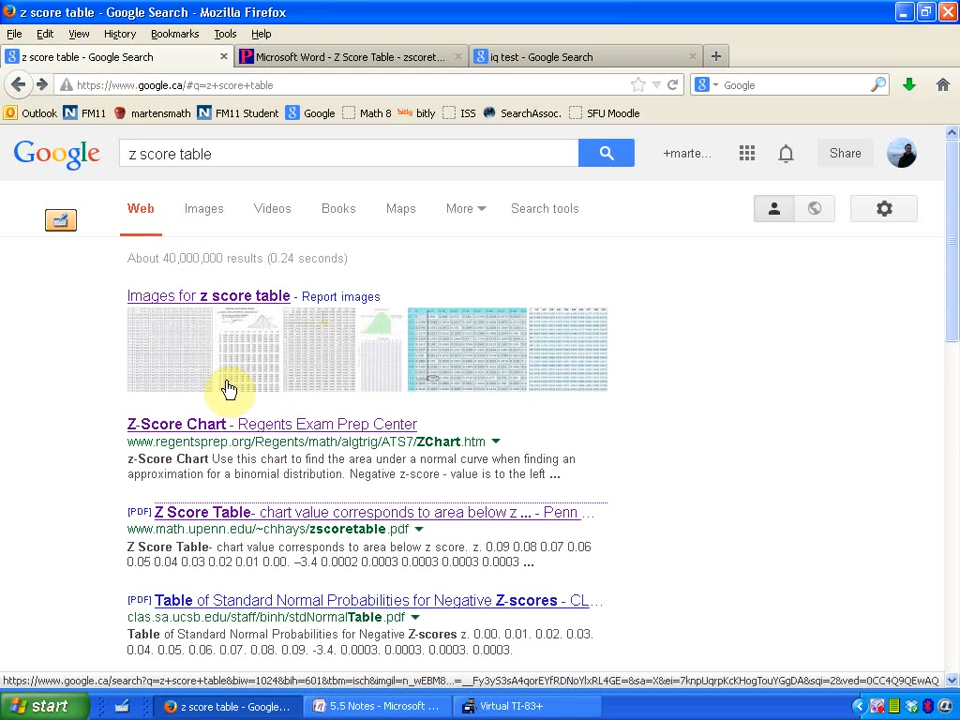 z score table - Google Search - Mozilla Firefox
File Edit View History Bookmarks Tools Help
z score table - Google Search
Microsoft Word - Z Score Table - zscoret...
iq test - Google Search
https://www.google.ca/#q=z+score+table
Google
Outlook FM11 martensmath FM11 Student Google Math 8 bitly bitly ISS SearchAssoc. SFU Moodle
Google
z score table
+marte...
Share
Web Images Videos Books Maps More Search tools
About 40,000,000 results (0.24 seconds)
Images for z score table - Report images
Z-Score Chart - Regents Exam Prep Center
www.regentsprep.org/Regents/math/algtrig/ATS7/ZChart.htm
z-Score Chart Use this chart to find the area under a normal curve when finding an
approximation for a binomial distribution. Negative z-score - value is to the left ...
[PDF] Z Score Table- chart value corresponds to area below z ... - Penn ...
www.math.upenn.edu/~chhays/zscoretable.pdf
Z Score Table- chart value corresponds to area below z score. z. 0.09 0.08 0.07 0.06
0.05 0.04 0.03 0.02 0.01 0.00. –3.4 0.0002 0.0003 0.0003 0.0003 0.0003 ...
[PDF] Table of Standard Normal Probabilities for Negative Z-scores - CL...
clas.sa.ucsb.edu/staff/binh/stdNormalTable.pdf
Table of Standard Normal Probabilities for Negative Z-scores z. 0.00. 0.01. 0.02. 0.03.
0.04. 0.05. 0.06. 0.07. 0.08. 0.09. -3.4. 0.0003. 0.0003. 0.0003. 0.0003.
start
z score table - Google...
5.5 Notes - Microsoft ...
Virtual TI-83+